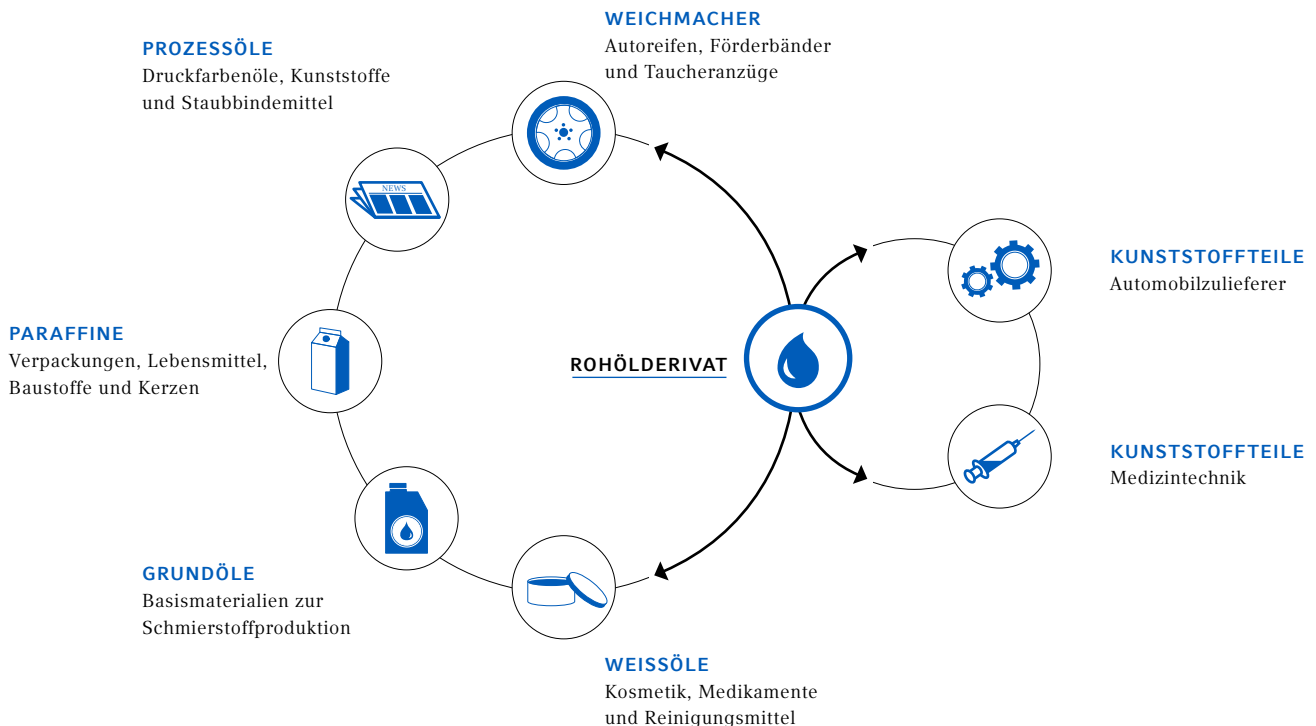 WEICHMACHER
Autoreifen, Förderbänder
und Taucheranzüge
PROZESSÖLE
Druckfarbenöle, Kunststoffe
und Staubbindemittel
NEWS
KUNSTSTOFFTEILE
Automobilzulieferer
PARAFFINE
Verpackungen, Lebensmittel,
Baustoffe und Kerzen
ROHÖLDERIVAT
KUNSTSTOFFTEILE
Medizintechnik
GRUNDÖLE
Basismaterialien zur
Schmierstoffproduktion
WEISSÖLE
Kosmetik, Medikamente
und Reinigungsmittel